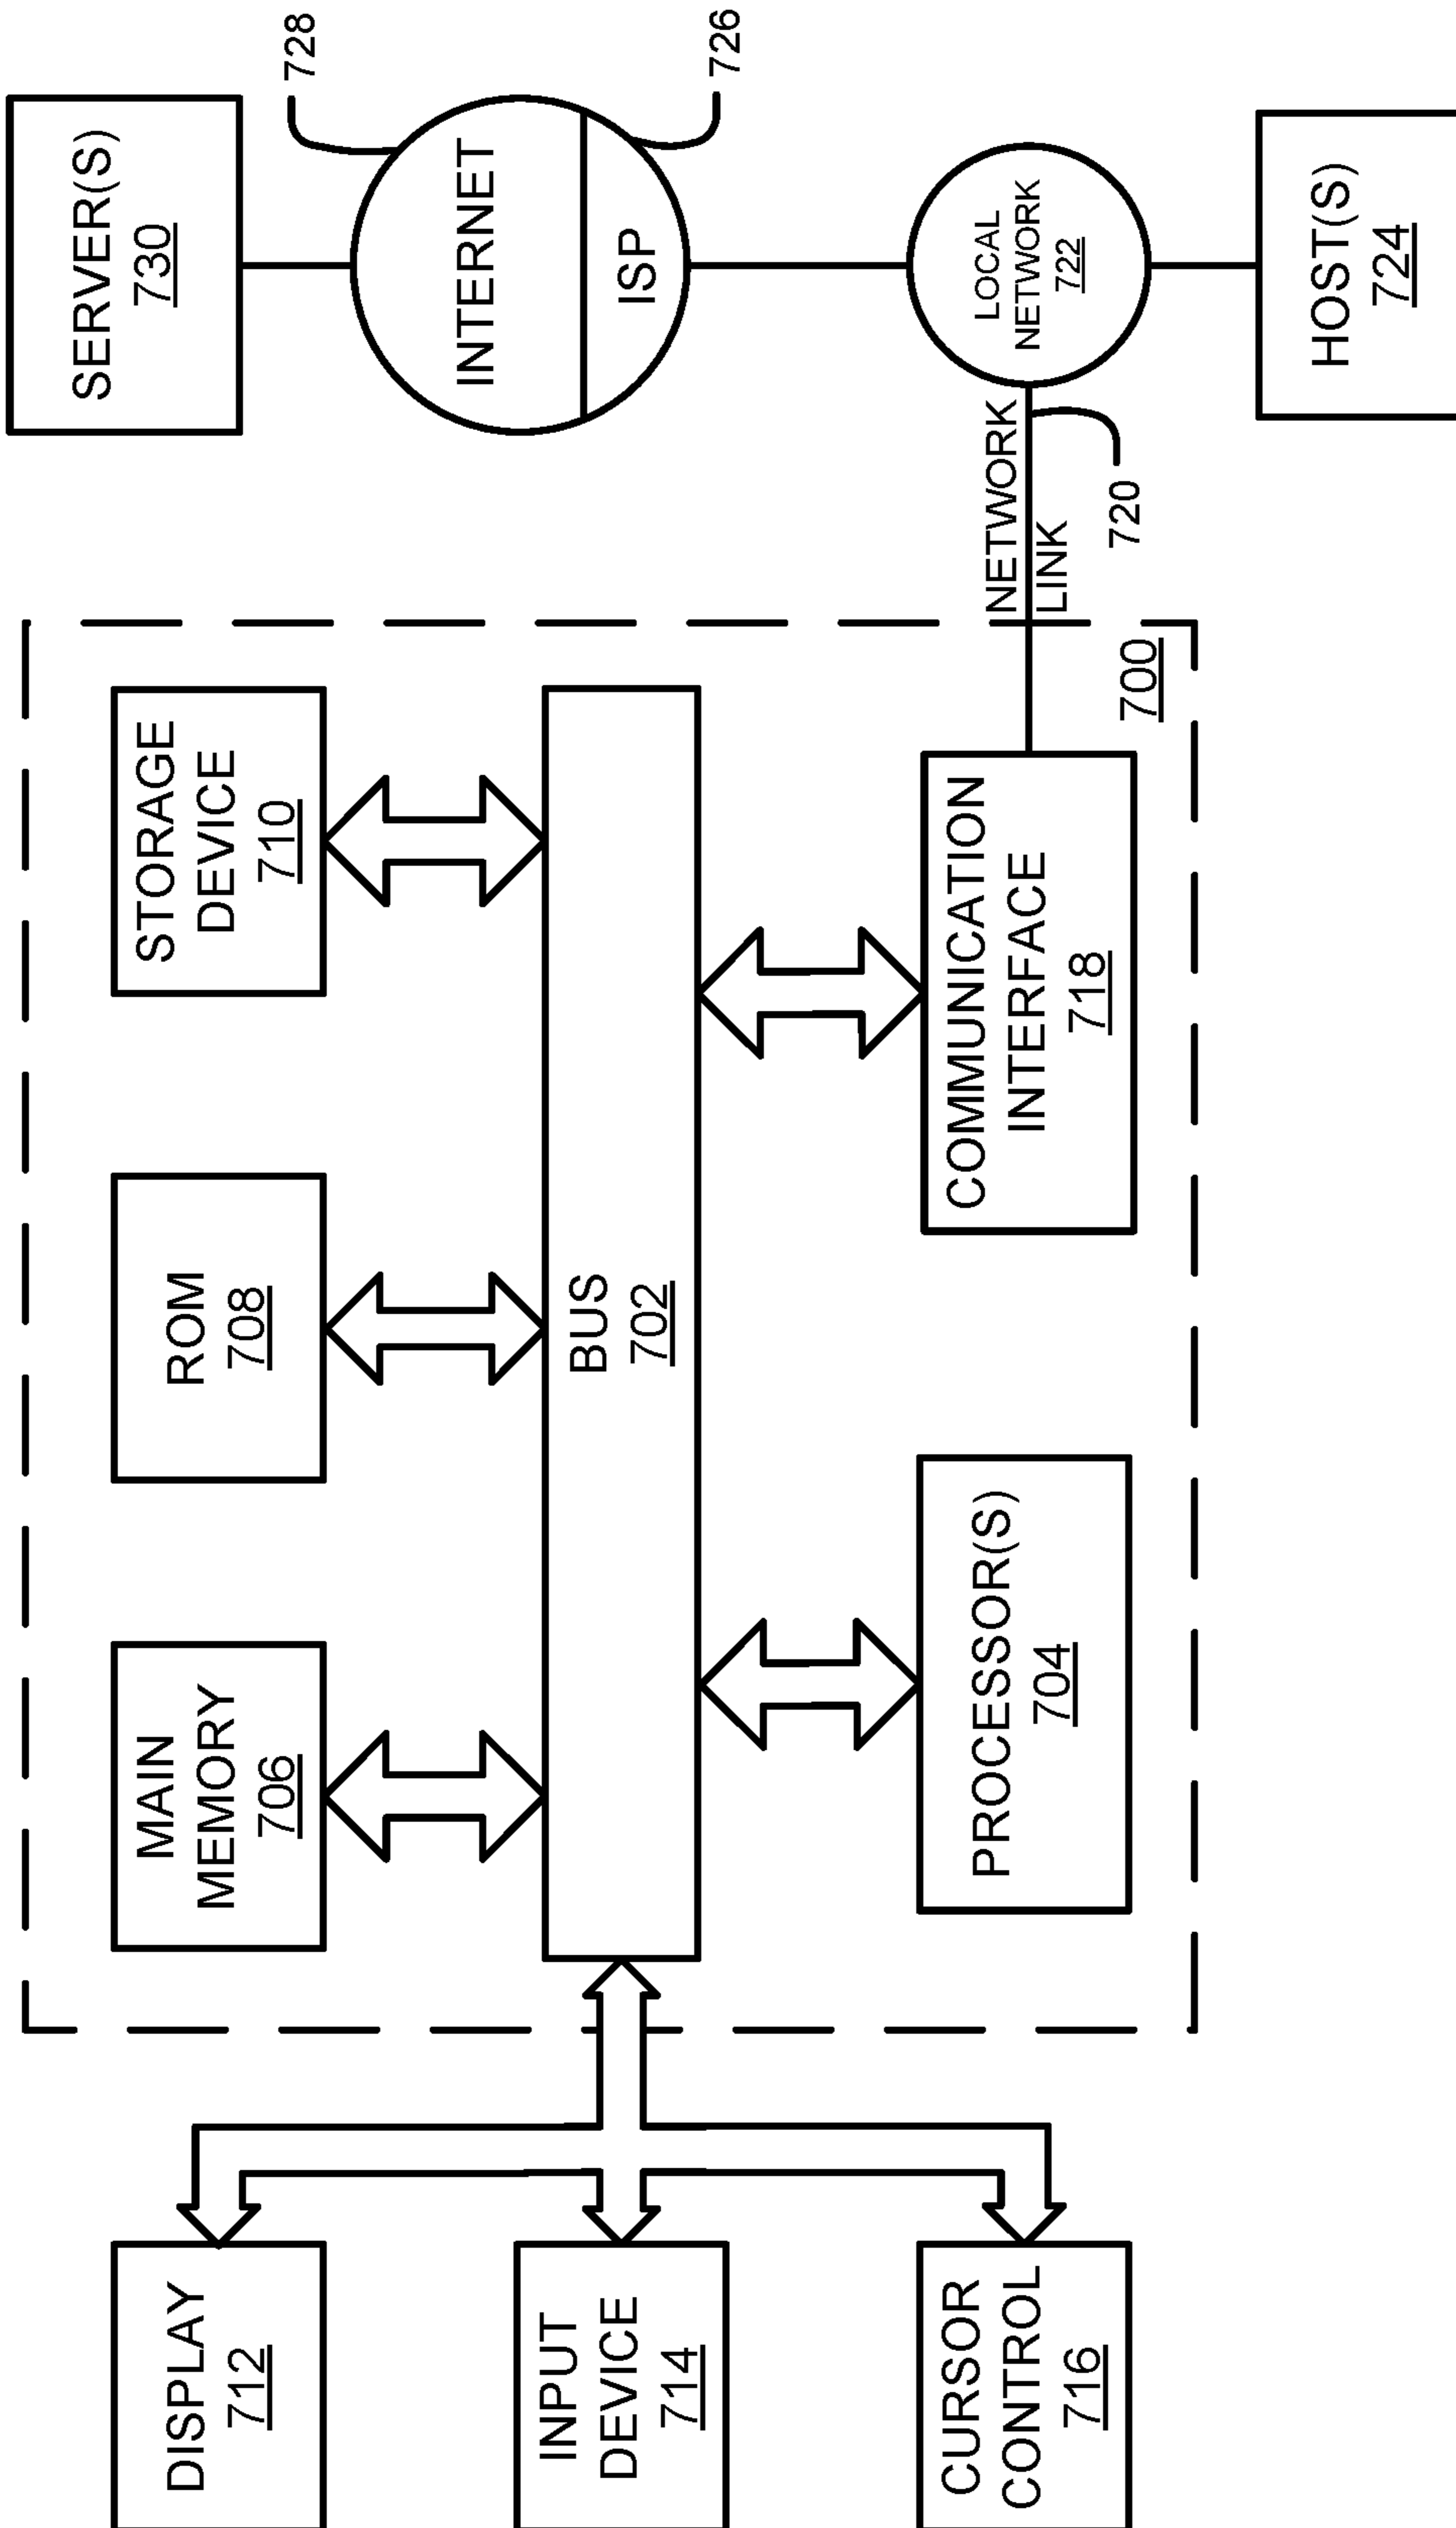 DISPLAY
712
INPUT
DEVICE
714
CURSOR
CONTROL
716
MAIN
MEMORY
706
ROM
708
STORAGE
DEVICE
710
BUS
702
PROCESSOR(S)
704
COMMUNICATION
INTERFACE
718
700
NETWORK
LINK
720
SERVER(S)
730
728
INTERNET
ISP
726
LOCAL
NETWORK
722
HOST(S)
724